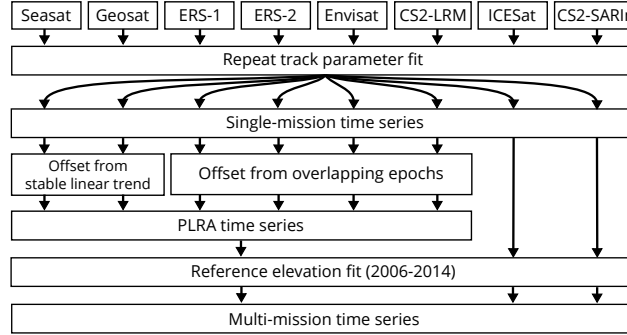 Seasat Geosat ERS-1 ERS-2 Envisat CS2-LRM ICESat CS2-SARIn
Repeat track parameter fit
Single-mission time series
Offset from
stable linear trend
Offset from overlapping epochs
PLRA time series
Reference elevation fit (2006-2014)
Multi-mission time series